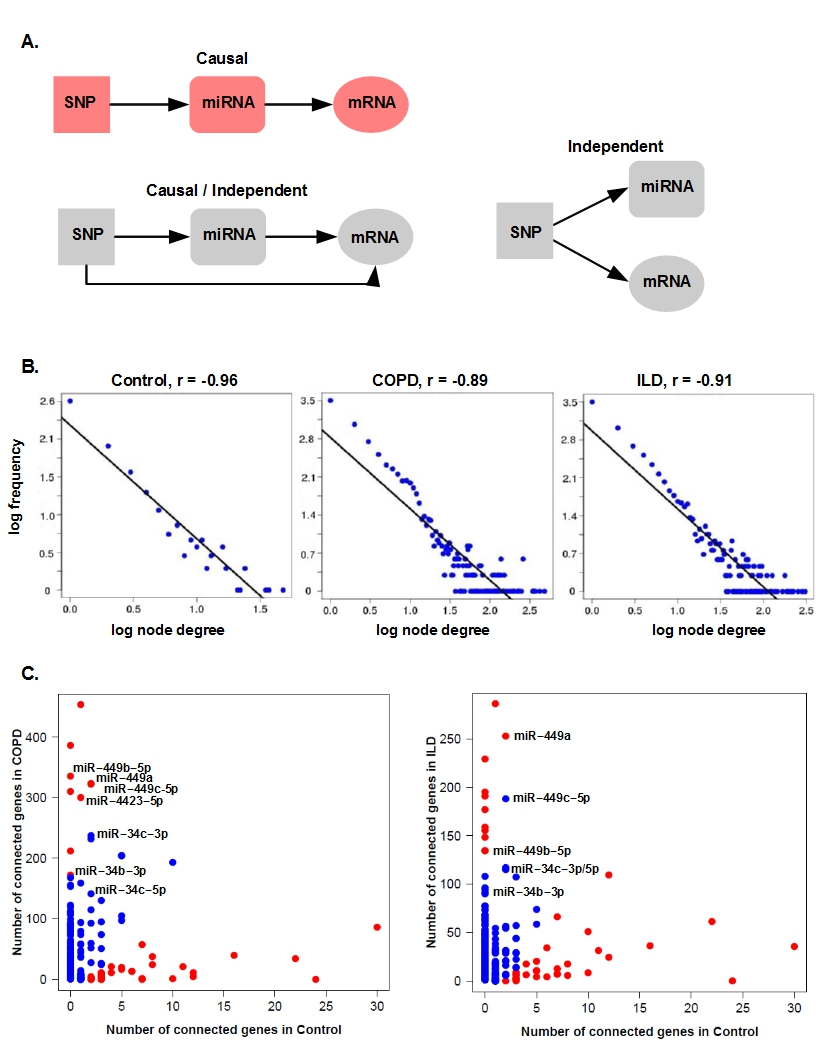 A.
Causal
SNP
miRNA
mRNA
Causal / Independent
SNP
miRNA
mRNA
Independent
SNP
miRNA
mRNA
B.
Control, r = -0.96
COPD, r = -0.89
ILD, r = -0.91
log frequency
2.6
2.1
1.5
1.0
0.5
0
0.0
0.5
1.0
1.5
log node degree
3.5
2.8
2.1
1.4
0.7
0
0.0
0.5
1.0
1.5
2.0
2.5
log node degree
3.5
2.8
2.1
1.4
0.7
0
0.0
0.5
1.0
1.5
2.0
2.5
log node degree
C.
Number of connected genes in COPD
400
300
200
100
0
miR−449b−5p
miR−449a
miR−449c−5p
miR−4423−5p
miR−34c−3p
miR−34b−3p
miR−34c−5p
0
5
10
15
20
25
30
Number of connected genes in Control
Number of connected genes in ILD
250
200
150
100
50
0
miR−449a
miR−449c−5p
miR−449b−5p
miR−34c−3p/5p
miR−34b−3p
0
5
10
15
20
25
30
Number of connected genes in Control